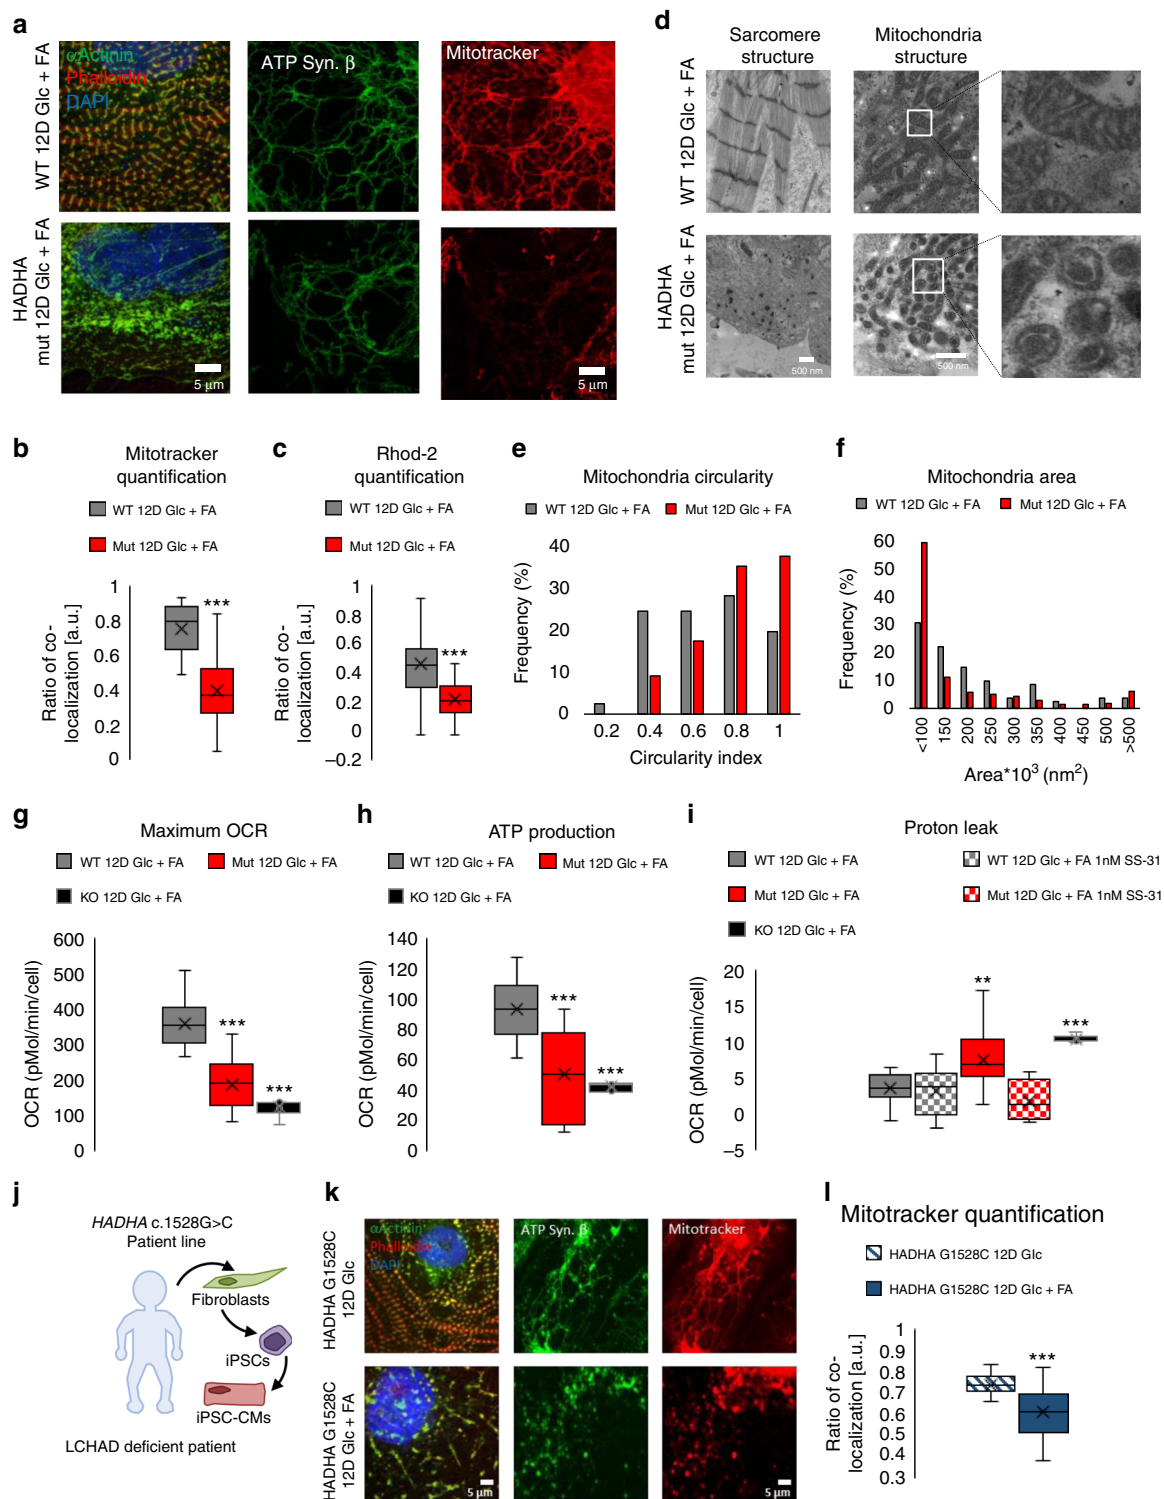 a
αActinin
Phalloidin
DAPI
ATP Syn. β
Mitotracker
WT 12D Glc + FA
HADHA
mut 12D Glc + FA
5 µm
5 µm
d
Sarcomere
structure
Mitochondria
structure
WT 12D Glc + FA
HADHA
mut 12D Glc + FA
500 nm
500 nm
b
Mitotracker
quantification
WT 12D Glc + FA
Mut 12D Glc + FA
Ratio of co-
localization [a.u.]
1
0.8
0.6
0.4
0.2
0
***
c
Rhod-2
quantification
WT 12D Glc + FA
Mut 12D Glc + FA
Ratio of co-
localization [a.u.]
1
0.8
0.6
0.4
0.2
0
–0.2
***
e
Mitochondria circularity
WT 12D Glc + FA
Mut 12D Glc + FA
Frequency (%)
40
30
20
10
0
0.2 0.4 0.6 0.8 1
Circularity index
f
Mitochondria area
WT 12D Glc + FA
Mut 12D Glc + FA
Frequency (%)
60
50
40
30
20
10
0
<100 150 200 250 300 350 400 450 500 >500
Area*10³ (nm²)
g
Maximum OCR
WT 12D Glc + FA
Mut 12D Glc + FA
KO 12D Glc + FA
OCR (pMol/min/cell)
600
500
400
300
200
100
0
***
***
h
ATP production
WT 12D Glc + FA
Mut 12D Glc + FA
KO 12D Glc + FA
OCR (pMol/min/cell)
140
120
100
80
60
40
20
0
***
***
i
Proton leak
WT 12D Glc + FA
WT 12D Glc + FA 1nM SS-31
Mut 12D Glc + FA
Mut 12D Glc + FA 1nM SS-31
KO 12D Glc + FA
OCR (pMol/min/cell)
20
15
10
5
0
–5
**
***
j
HADHA c.1528G>C
Patient line
Fibroblasts
iPSCs
iPSC-CMs
LCHAD deficient patient
k
αActinin
Phalloidin
DAPI
ATP Syn. β
Mitotracker
HADHA G1528C
12D Glc
HADHA G1528C
12D Glc + FA
5 µm
5 µm
l
Mitotracker quantification
HADHA G1528C 12D Glc
HADHA G1528C 12D Glc + FA
Ratio of co-
localization [a.u.]
1
0.9
0.8
0.7
0.6
0.5
0.4
0.3
***